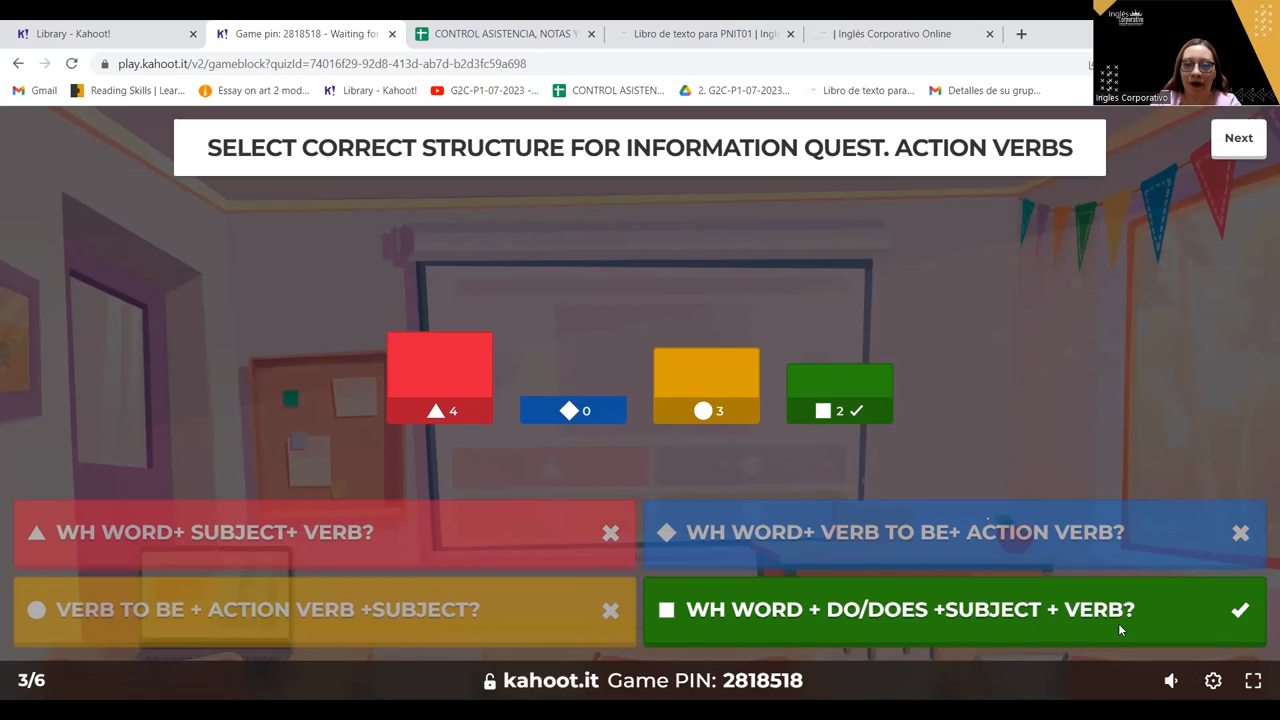 Library - Kahoot!
Game pin: 2818518 - Waiting for
CONTROL ASISTENCIA, NOTAS Y
Libro de texto para PNIT01 | Ingl
| Inglés Corporativo Online
play.kahoot.it/v2/gameblock?quizId=74016f29-92d8-413d-ab7d-b2d3fc59a698
Gmail
Reading Skills | Lear...
Essay on art 2 mod...
Library - Kahoot!
G2C-P1-07-2023 -...
CONTROL ASISTEN...
2. G2C-P1-07-2023...
Libro de texto para...
Detalles de su grup...
Inglés
Corporativo
Ingles Corporativo
SELECT CORRECT STRUCTURE FOR INFORMATION QUEST. ACTION VERBS
Next
4
0
3
2
WH WORD+ SUBJECT+ VERB?
WH WORD+ VERB TO BE+ ACTION VERB?
VERB TO BE + ACTION VERB +SUBJECT?
WH WORD + DO/DOES +SUBJECT + VERB?
3/6
kahoot.it Game PIN: 2818518